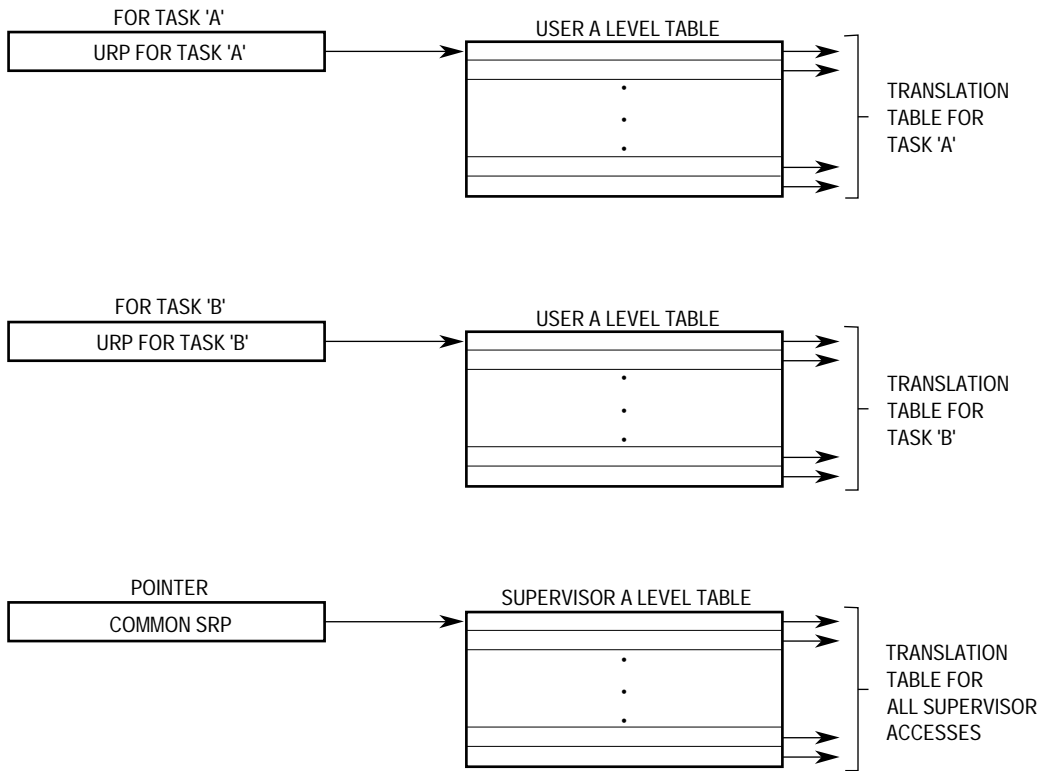 FOR TASK 'A'
URP FOR TASK 'A'
USER A LEVEL TABLE
TRANSLATION
TABLE FOR
TASK 'A'
FOR TASK 'B'
URP FOR TASK 'B'
USER A LEVEL TABLE
TRANSLATION
TABLE FOR
TASK 'B'
POINTER
COMMON SRP
SUPERVISOR A LEVEL TABLE
TRANSLATION
TABLE FOR
ALL SUPERVISOR
ACCESSES